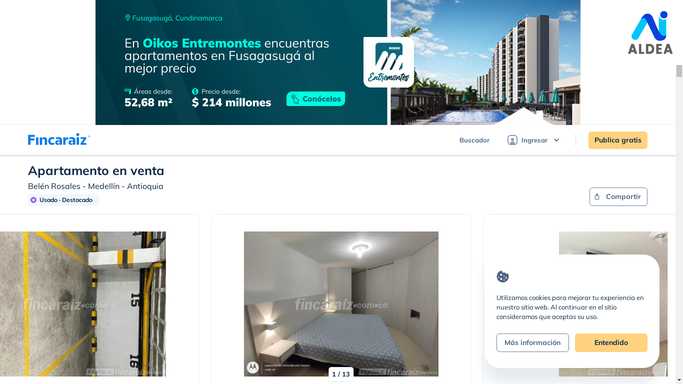 Fusagasugá, Cundinamarca
En Oikos Entremontes encuentras
apartamentos en Fusagasugá al
mejor precio
Áreas desde:
52,68 m²
Precio desde:
$ 214 millones
Conócelos
Entremontes
ALDEA
Fincaraiz
Buscador
Ingresar
Publica gratis
Apartamento en venta
Belén Rosales - Medellín - Antioquia
Usado · Destacado
Compartir
15
16
fincaraiz
fincaraiz
1 / 13
Utilizamos cookies para mejorar tu experiencia en
nuestro sitio web. Al continuar en el sitio
consideramos que aceptas su uso.
Más información
Entendido